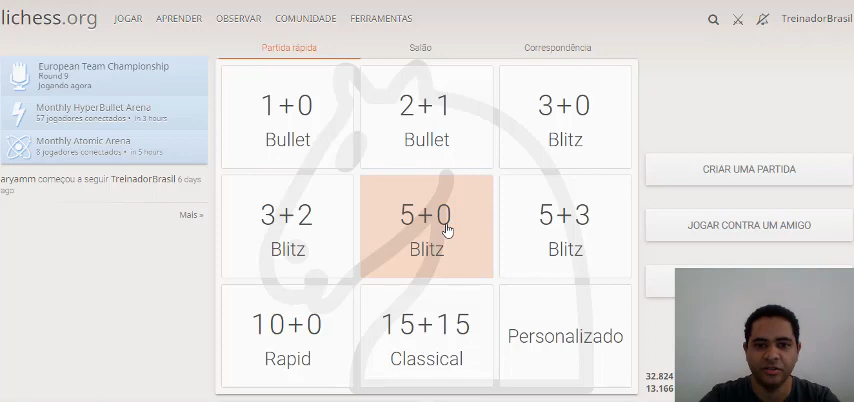 lichess.org JOGAR APRENDER OBSERVAR COMUNIDADE FERRAMENTAS TreinadorBrasil
Partida rápida Salão Correspondência
European Team Championship
Round 9
Jogando agora
Monthly HyperBullet Arena
57 jogadores conectados • in 3 hours
Monthly Atomic Arena
8 jogadores conectados • in 5 hours
aryamm começou a seguir TreinadorBrasil 6 days
ago
Mais »
1+0
Bullet
2+1
Bullet
3+0
Blitz
3+2
Blitz
5+0
Blitz
5+3
Blitz
10+0
Rapid
15+15
Classical
Personalizado
CRIAR UMA PARTIDA
JOGAR CONTRA UM AMIGO
32.824
13.166